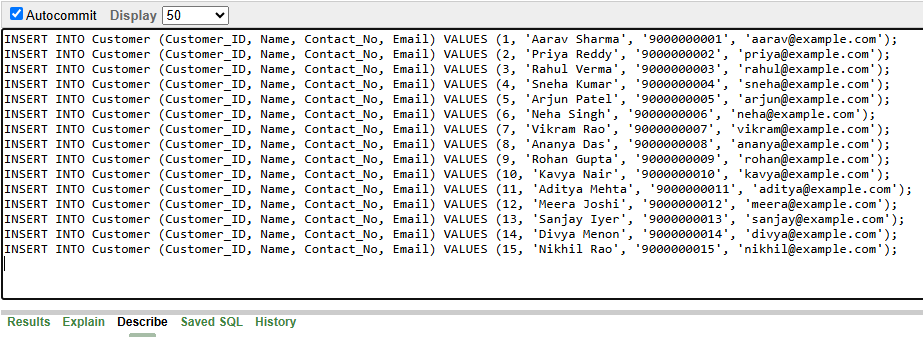 Autocommit Display 50
INSERT INTO Customer (Customer_ID, Name, Contact_No, Email) VALUES (1, 'Aarav Sharma', '9000000001', 'aarav@example.com');
INSERT INTO Customer (Customer_ID, Name, Contact_No, Email) VALUES (2, 'Priya Reddy', '9000000002', 'priya@example.com');
INSERT INTO Customer (Customer_ID, Name, Contact_No, Email) VALUES (3, 'Rahul Verma', '9000000003', 'rahul@example.com');
INSERT INTO Customer (Customer_ID, Name, Contact_No, Email) VALUES (4, 'Sneha Kumar', '9000000004', 'sneha@example.com');
INSERT INTO Customer (Customer_ID, Name, Contact_No, Email) VALUES (5, 'Arjun Patel', '9000000005', 'arjun@example.com');
INSERT INTO Customer (Customer_ID, Name, Contact_No, Email) VALUES (6, 'Neha Singh', '9000000006', 'neha@example.com');
INSERT INTO Customer (Customer_ID, Name, Contact_No, Email) VALUES (7, 'Vikram Rao', '9000000007', 'vikram@example.com');
INSERT INTO Customer (Customer_ID, Name, Contact_No, Email) VALUES (8, 'Ananya Das', '9000000008', 'ananya@example.com');
INSERT INTO Customer (Customer_ID, Name, Contact_No, Email) VALUES (9, 'Rohan Gupta', '9000000009', 'rohan@example.com');
INSERT INTO Customer (Customer_ID, Name, Contact_No, Email) VALUES (10, 'Kavya Nair', '9000000010', 'kavya@example.com');
INSERT INTO Customer (Customer_ID, Name, Contact_No, Email) VALUES (11, 'Aditya Mehta', '9000000011', 'aditya@example.com');
INSERT INTO Customer (Customer_ID, Name, Contact_No, Email) VALUES (12, 'Meera Joshi', '9000000012', 'meera@example.com');
INSERT INTO Customer (Customer_ID, Name, Contact_No, Email) VALUES (13, 'Sanjay Iyer', '9000000013', 'sanjay@example.com');
INSERT INTO Customer (Customer_ID, Name, Contact_No, Email) VALUES (14, 'Divya Menon', '9000000014', 'divya@example.com');
INSERT INTO Customer (Customer_ID, Name, Contact_No, Email) VALUES (15, 'Nikhil Rao', '9000000015', 'nikhil@example.com');
Results Explain Describe Saved SQL History